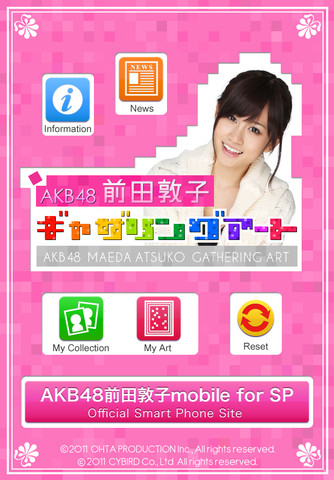 NEWS
News
Information
AKB48 前田敦子
ギャザリングアート
AKB48 MAEDA ATSUKO GATHERING ART
My Collection
My Art
Reset
AKB48前田敦子mobile for SP
Official Smart Phone Site
©2011 OHTA PRODUCTION Inc., All rights reserved.
©2011 CYBIRD Co., Ltd All rights reserved.